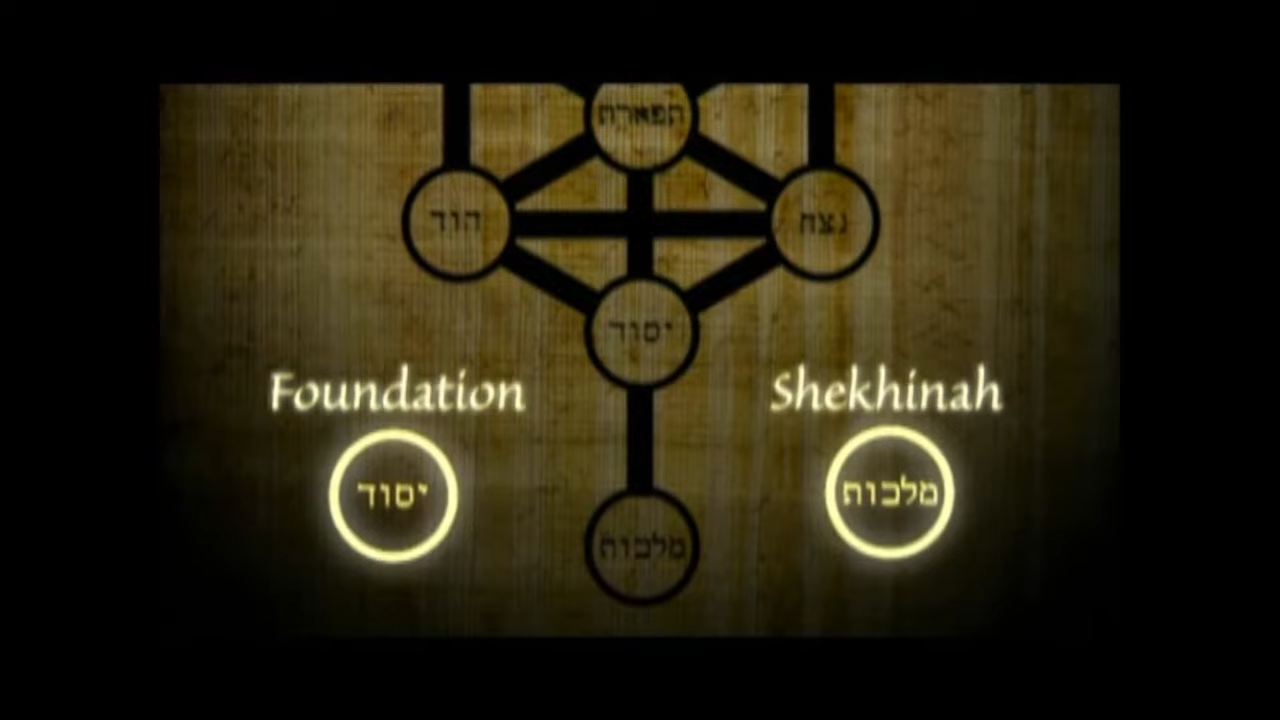 תפארת
הוד
נצח
יסוד
Foundation
Shekhinah
יסוד
מלכות
מלכות